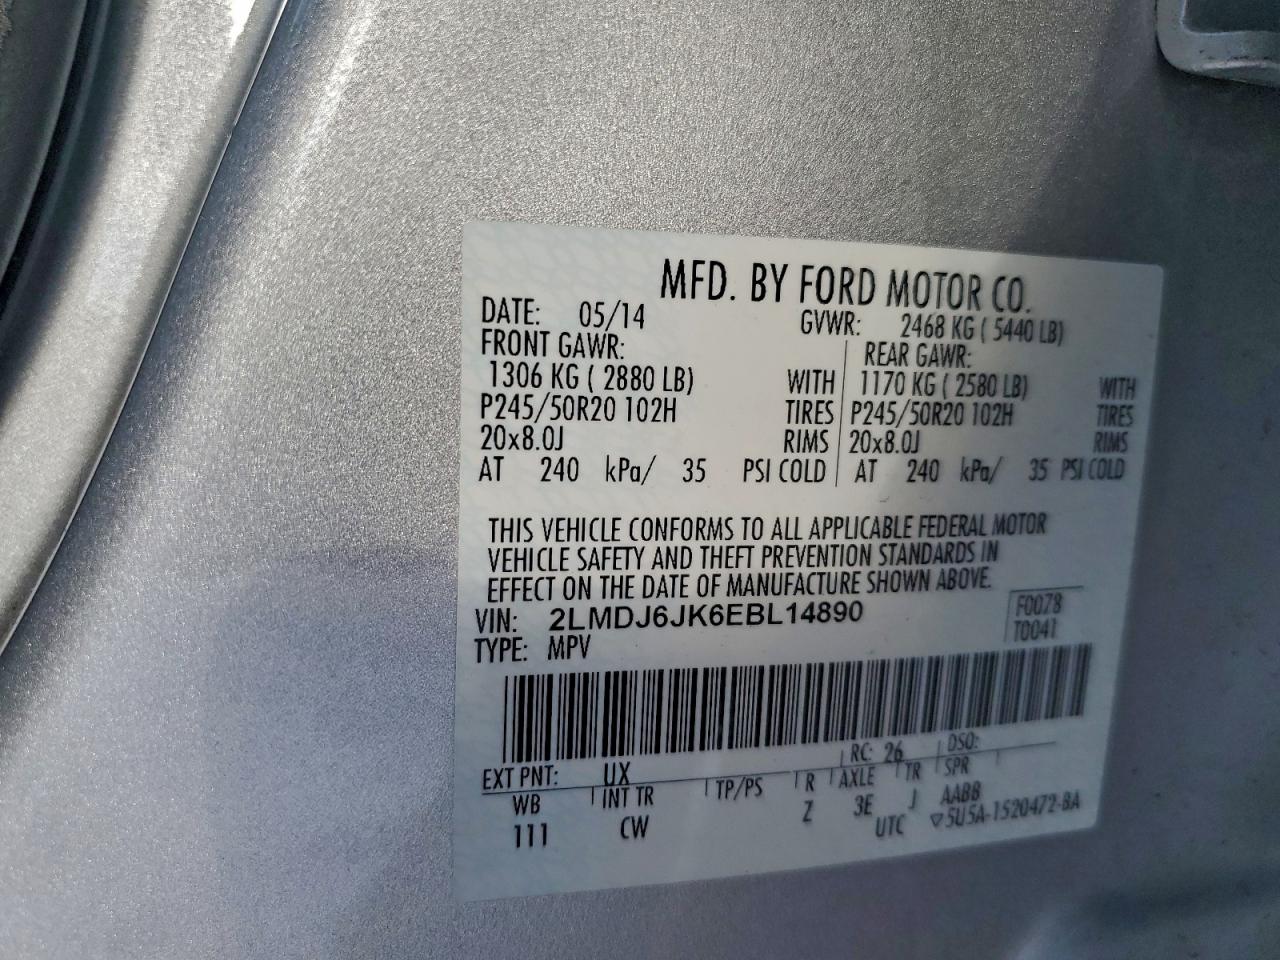 MFD. BY FORD MOTOR CO.
DATE: 05/14 GVWR: 2468 KG ( 5440 LB)
FRONT GAWR: REAR GAWR:
1306 KG ( 2880 LB) WITH 1170 KG ( 2580 LB) WITH
P245/50R20 102H TIRES P245/50R20 102H TIRES
20x8.0J RIMS 20x8.0J RIMS
AT 240 kPa/ 35 PSI COLD AT 240 kPa/ 35 PSI COLD
THIS VEHICLE CONFORMS TO ALL APPLICABLE FEDERAL MOTOR
VEHICLE SAFETY AND THEFT PREVENTION STANDARDS IN
EFFECT ON THE DATE OF MANUFACTURE SHOWN ABOVE.
VIN: 2LMDJ6JK6EBL14890 F0078
TYPE: MPV T0041
EXT PNT: UX RC: 26 DSO:
WB INT TR TP/PS R AXLE TR SPR
111 CW Z 3E J AABB
UTC ▽5U5A-1520472-BA